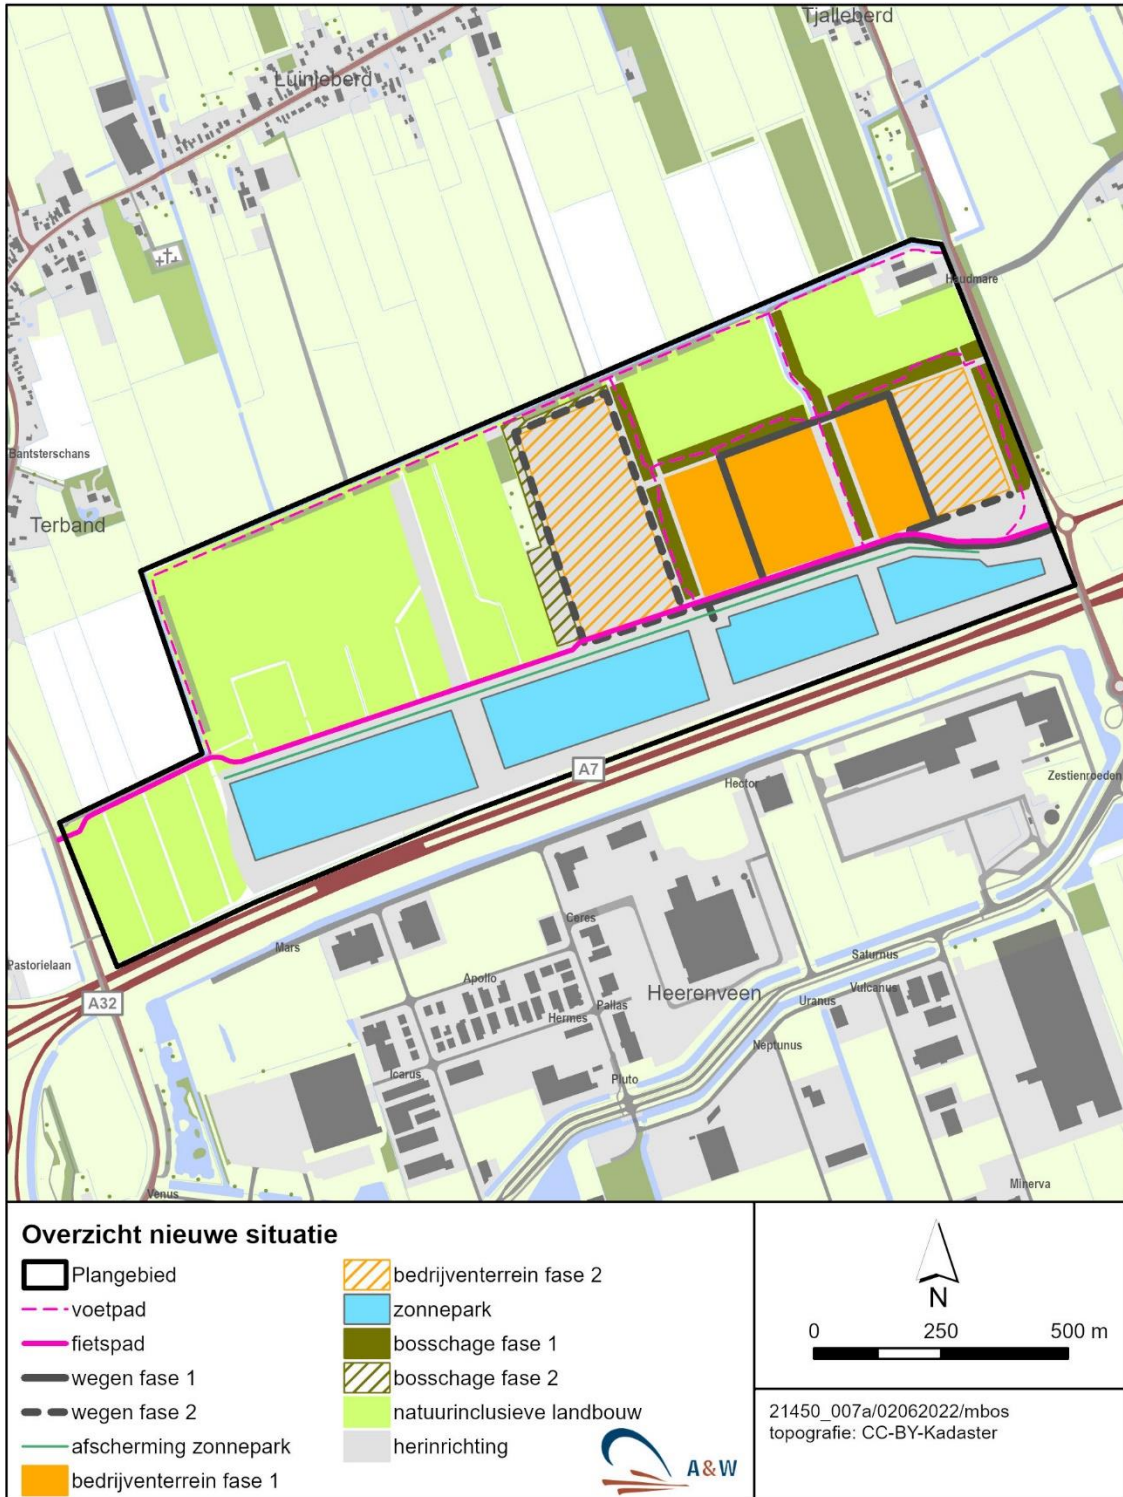 Tjalleberd
Luinjeberd
Haudmare
Bantsterschans
Terband
A7
Hector
Zestienroeden
Ceres
Mars
Saturnus
Pastorielaan
Apollo
Heerenveen
Vulcanus
A32
Pallas
Uranus
Hermes
Neptunus
Icarus
Pluto
Minerva
Venus
Overzicht nieuwe situatie
Plangebied
voetpad
fietspad
wegen fase 1
wegen fase 2
afscherming zonnepark
bedrijventerrein fase 1
bedrijventerrein fase 2
zonnepark
bosschage fase 1
bosschage fase 2
natuurinclusieve landbouw
herinrichting
A&W
N
0 250 500 m
21450_007a/02062022/mbos
topografie: CC-BY-Kadaster